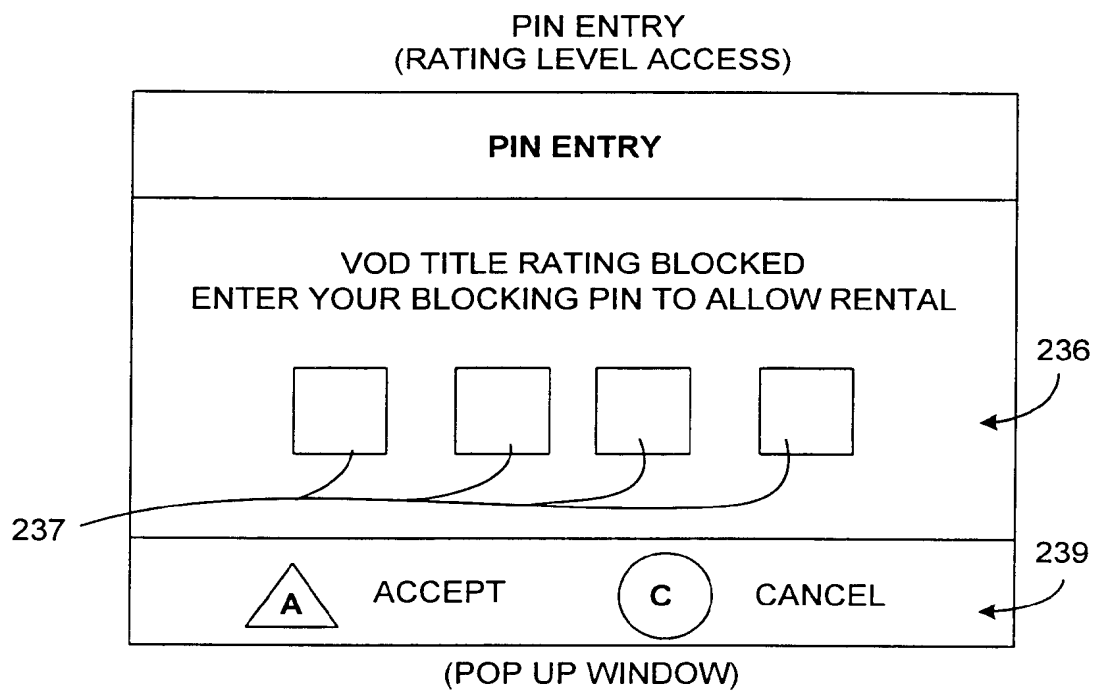 PIN ENTRY
(RATING LEVEL ACCESS)
PIN ENTRY
VOD TITLE RATING BLOCKED
ENTER YOUR BLOCKING PIN TO ALLOW RENTAL
236
237
239
A ACCEPT C CANCEL
(POP UP WINDOW)